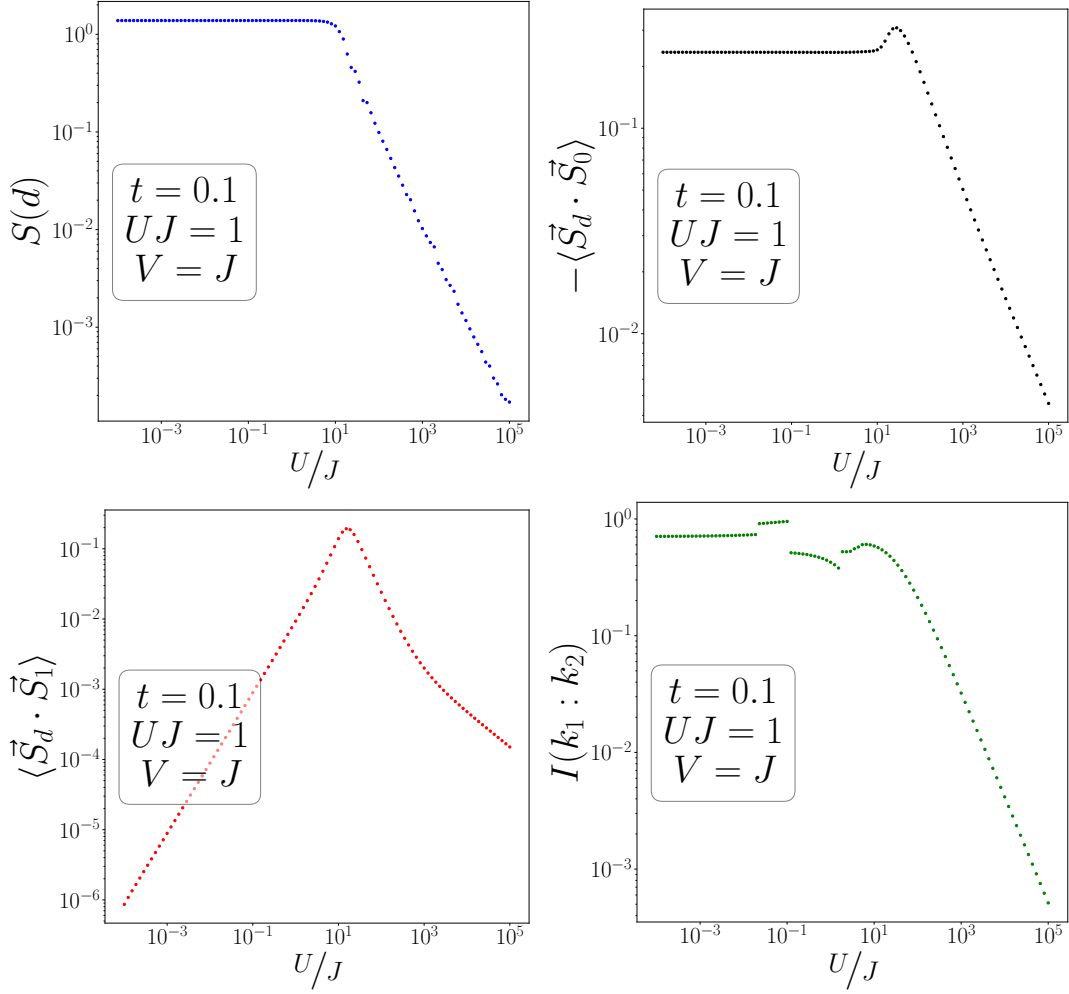 S(d)
10^0
10^{-1}
10^{-2}
10^{-3}
t = 0.1
UJ = 1
V = J
10^{-3} 10^{-1} 10^1 10^3 10^5
U/J
−⟨\vec{S}_d · \vec{S}_0⟩
10^{-1}
10^{-2}
t = 0.1
UJ = 1
V = J
10^{-3} 10^{-1} 10^1 10^3 10^5
U/J
⟨\vec{S}_d · \vec{S}_1⟩
10^{-1}
10^{-2}
10^{-3}
10^{-4}
10^{-5}
10^{-6}
t = 0.1
UJ = 1
V = J
10^{-3} 10^{-1} 10^1 10^3 10^5
U/J
I(k_1 : k_2)
10^0
10^{-1}
10^{-2}
10^{-3}
t = 0.1
UJ = 1
V = J
10^{-3} 10^{-1} 10^1 10^3 10^5
U/J